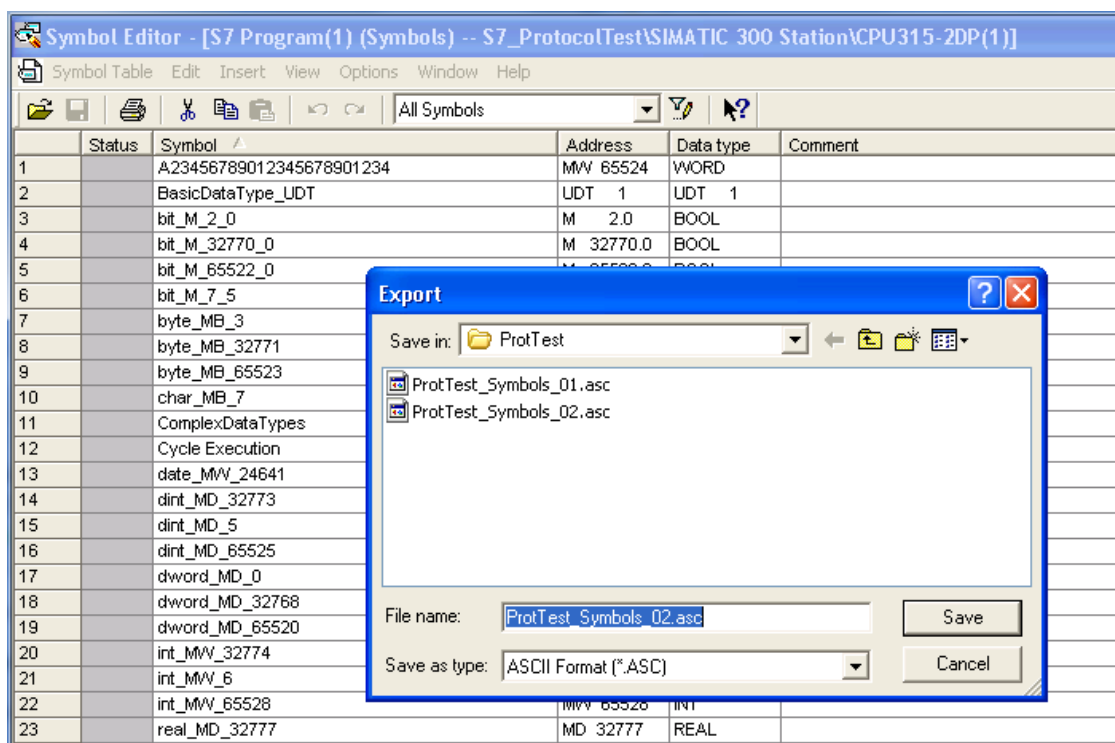 Symbol Editor - [S7 Program(1) (Symbols) -- S7_ProtocolTest\SIMATIC 300 Station\CPU315-2DP(1)]
Symbol Table Edit Insert View Options Window Help
All Symbols
Status Symbol Address Data type Comment
1 A23456789012345678901234 MW 65524 WORD
2 BasicDataType_UDT UDT 1 UDT 1
3 bit_M_2_0 M 2.0 BOOL
4 bit_M_32770_0 M 32770.0 BOOL
5 bit_M_65522_0
6 bit_M_7_5
7 byte_MB_3
8 byte_MB_32771
9 byte_MB_65523
10 char_MB_7
11 ComplexDataTypes
12 Cycle Execution
13 date_MW_24641
14 dint_MD_32773
15 dint_MD_5
16 dint_MD_65525
17 dword_MD_0
18 dword_MD_32768
19 dword_MD_65520
20 int_MW_32774
21 int_MW_6
22 int_MW_65528 MW 65528 INT
23 real_MD_32777 MD 32777 REAL
Export
Save in: ProtTest
ProtTest_Symbols_01.asc
ProtTest_Symbols_02.asc
File name: ProtTest_Symbols_02.asc Save
Save as type: ASCII Format (*.ASC) Cancel